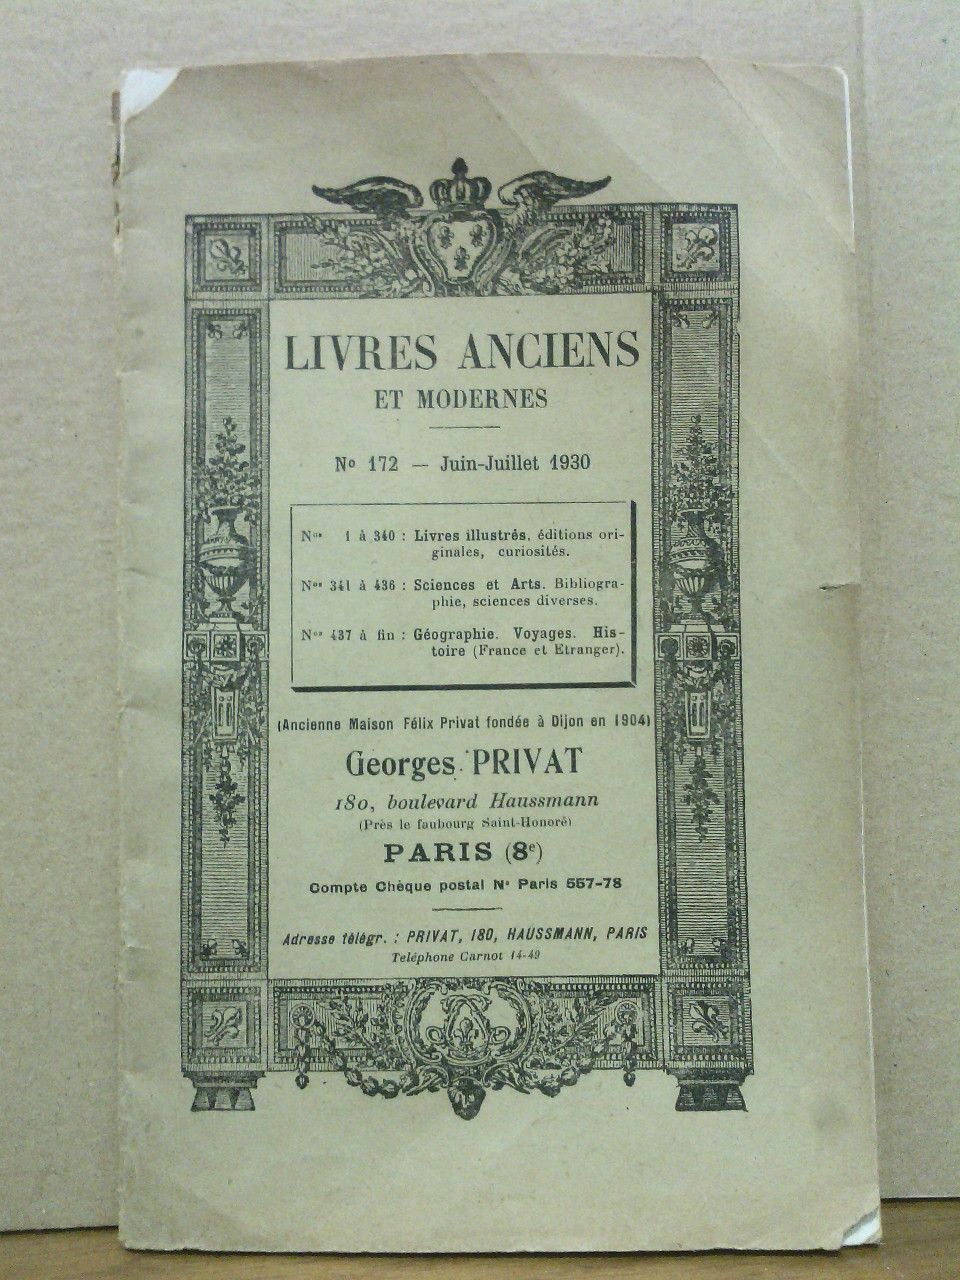 LIVRES ANCIENS
ET MODERNES
No 172 — Juin-Juillet 1930
Nos 1 à 340 : Livres illustrés, éditions ori-
ginales, curiosités.
Nos 341 à 436 : Sciences et Arts. Bibliogra-
phie, sciences diverses.
Nos 437 à fin : Géographie. Voyages. His-
toire (France et Etranger).
(Ancienne Maison Félix Privat fondée à Dijon en 1904)
Georges PRIVAT
180, boulevard Haussmann
(Près le faubourg Saint-Honoré)
PARIS (8e)
Compte Chèque postal No Paris 557-78
Adresse télégr. : PRIVAT, 180, HAUSSMANN, PARIS
Teléphone Carnot 14-49